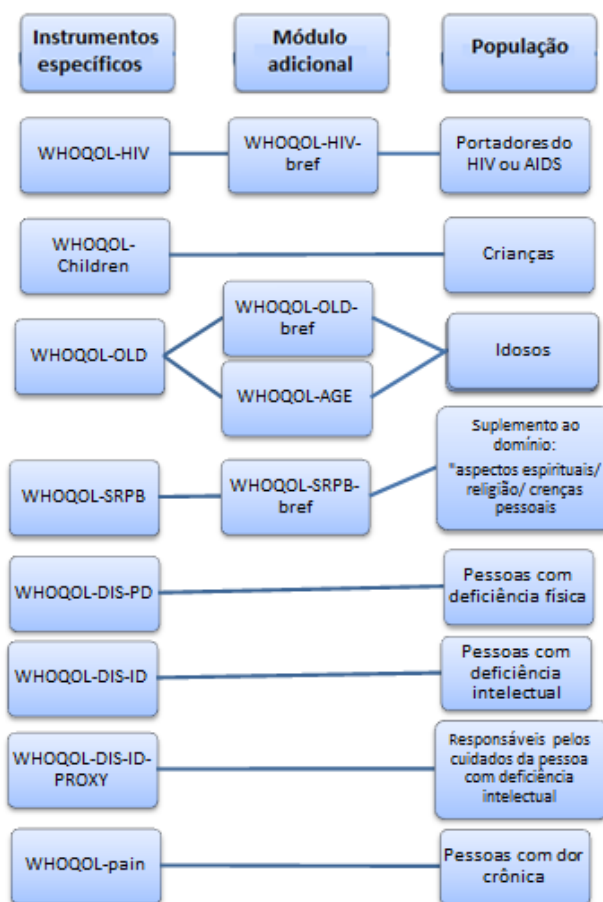 Instrumentos
específicos
Módulo
adicional
População
WHOQOL-HIV
WHOQOL-HIV-
bref
Portadores do
HIV ou AIDS
WHOQOL-
Children
Crianças
WHOQOL-OLD
WHOQOL-OLD-
bref
WHOQOL-AGE
Idosos
WHOQOL-SRPB
WHOQOL-SRPB-
bref
Suplemento ao
domínio:
*aspectos espirituais/
religião/ crenças
pessoais
WHOQOL-DIS-PD
Pessoas com
deficiência física
WHOQOL-DIS-ID
Pessoas com
deficiência
intelectual
WHOQOL-DIS-ID-
PROXY
Responsáveis pelos
cuidados da pessoa
com deficiência
intelectual
WHOQOL-pain
Pessoas com dor
crônica